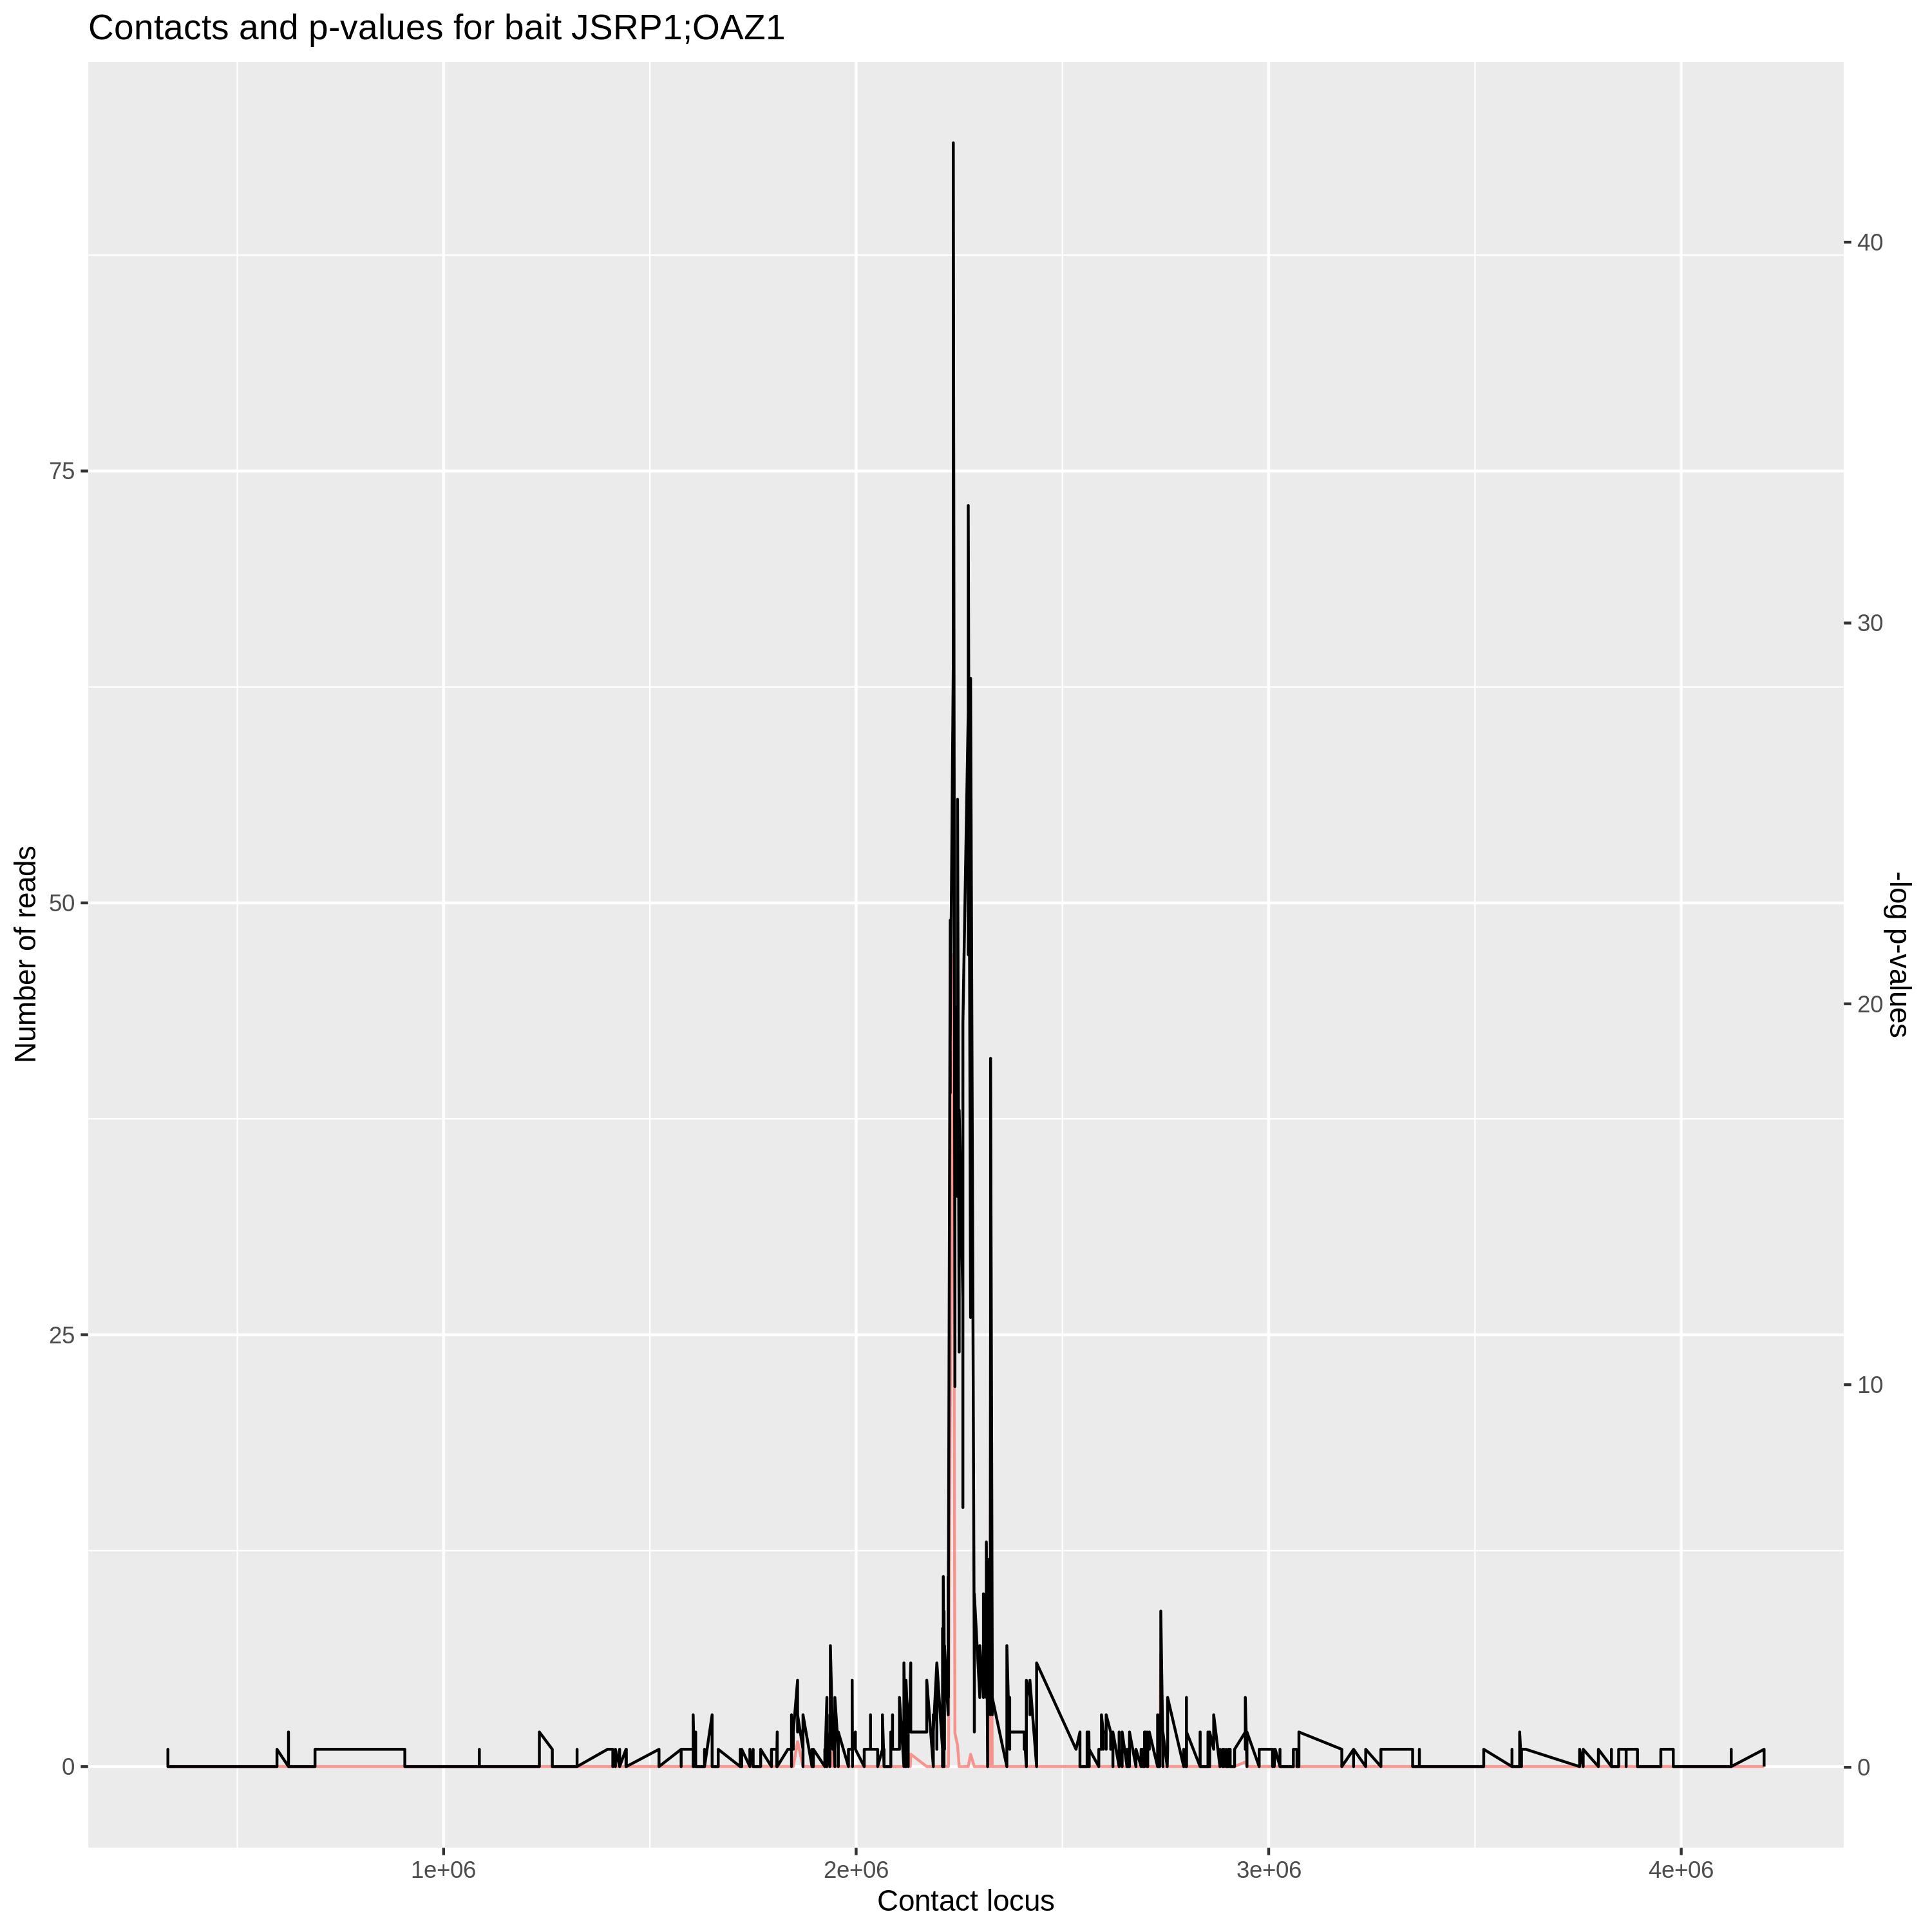 Contacts and p-values for bait JSRP1;OAZ1
Number of reads
75
50
25
0
40
30
20
10
0
-log p-values
1e+06
2e+06
3e+06
4e+06
Contact locus